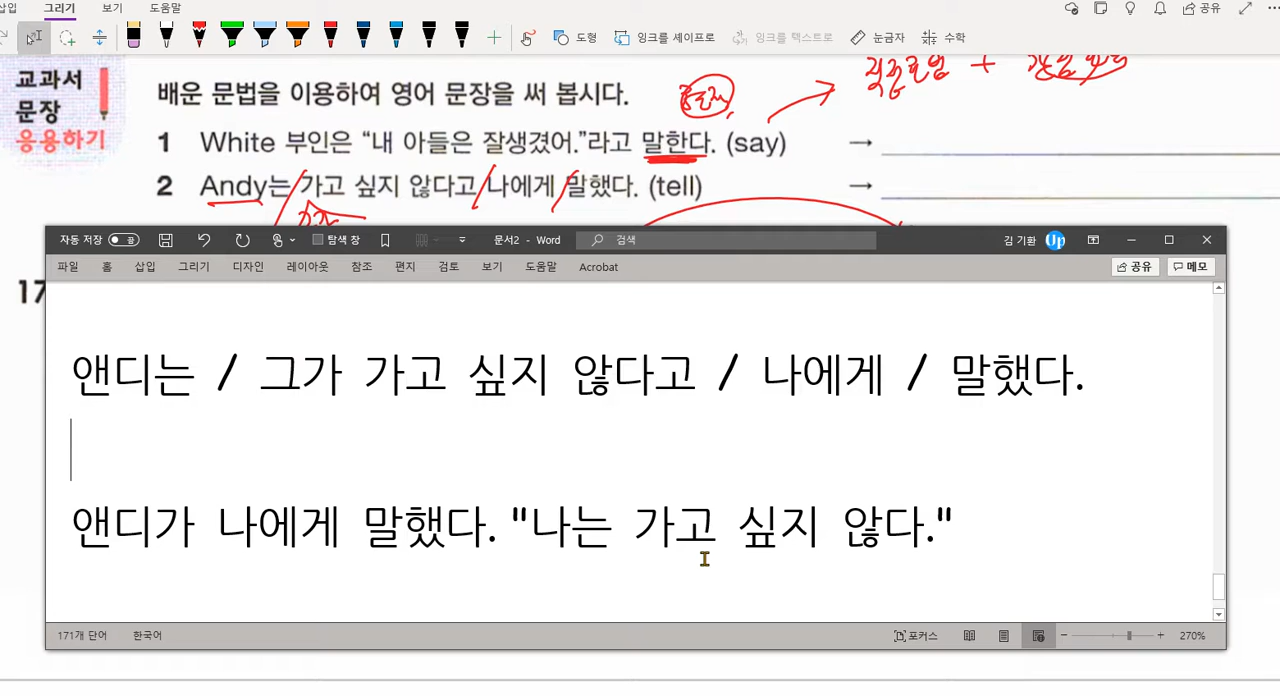 삽입 그리기 보기 도움말 공유
도형 잉크를 셰이프로 잉크를 텍스트로 눈금자 수학
교과서
문장
응용하기
배운 문법을 이용하여 영어 문장을 써 봅시다.
1 White 부인은 “내 아들은 잘생겼어.”라고 말한다. (say) →
2 Andy는 / 가고 싶지 않다고 / 나에게 / 말했다. (tell) →
17
자동 저장 끔 탐색 창 문서2 - Word 검색 김 기환 Up
파일 홈 삽입 그리기 디자인 레이아웃 참조 편지 검토 보기 도움말 Acrobat 공유 메모
앤디는 / 그가 가고 싶지 않다고 / 나에게 / 말했다.
앤디가 나에게 말했다. "나는 가고 싶지 않다."
171개 단어 한국어 포커스 270%